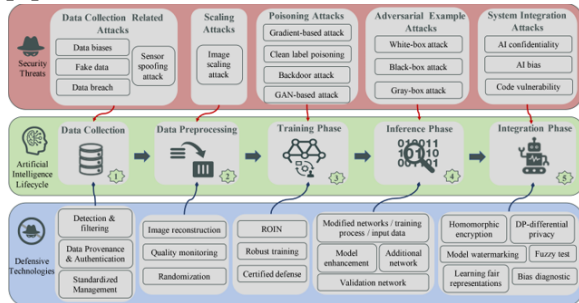 Data Collection Related
Attacks
Data biases
Fake data
Data breach
Sensor
spoofing
attack
Scaling
Attacks
Image
scaling
attack
Poisoning Attacks
Gradient-based attack
Clean label poisoning
Backdoor attack
GAN-based attack
Adversarial Example
Attacks
White-box attack
Black-box attack
Gray-box attack
System Integration
Attacks
AI confidentiality
AI bias
Code vulnerability
Security
Threats
Artificial
Intelligence
Lifecycle
Data Collection
1
Data Preprocessing
2
Training Phase
3
Inference Phase
010011
101010
001101
4
Integration Phase
5
Defensive
Technologies
Detection &
filtering
Data Provenance
& Authentication
Standardized
Management
Image reconstruction
Quality monitoring
Randomization
ROIN
Robust training
Certified defense
Modified networks / training
process / input data
Model
enhancement
Additional
network
Validation network
Homomorphic
encryption
DP-differential
privacy
Model watermarking
Fuzzy test
Learning fair
representations
Bias diagnostic